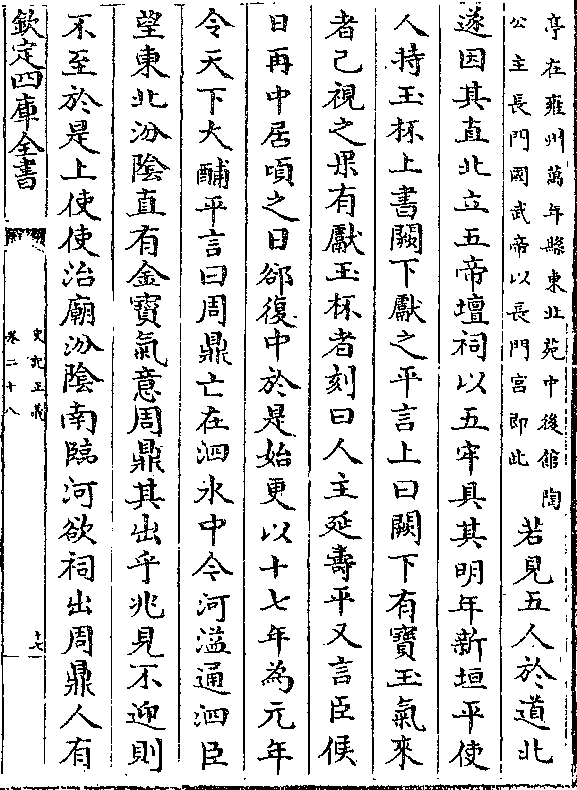 亭在雍州萬年縣東北苑中後館陶
公主長門國武帝以長門宮即此
若見五人於道北
遂因其直北立五帝壇祠以五牢具其明年新垣平使
人持玉杯上書闕下獻之平言上曰闕下有寶玉氣來
者已視之果有獻玉杯者刻曰人主延壽平又言臣候
日再中居頃之日郤復中於是始更以十七年為元年
令天下大酺平言曰周鼎亡在泗水中今河溢通泗臣
望東北汾陰直有金寶氣意周鼎其出乎兆見不迎則
不至於是上使使治廟汾陰南臨河欲祠出周鼎人有
欽定四庫全書
史記正義
卷二十八
十七